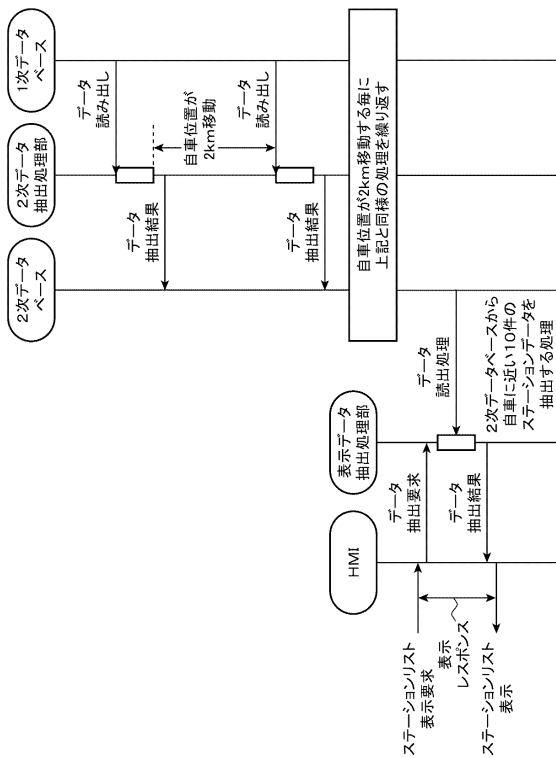 HMI
表示データ
抽出処理部
2次データ
ベース
2次データ
抽出処理部
1次データ
ベース
データ
読み出し
自車位置が
2km移動
データ
抽出結果
データ
読み出し
データ
抽出結果
自車位置が2km移動する毎に
上記と同様の処理を繰り返す
ステーションリスト
表示要求
データ
抽出要求
データ
読出処理
表示
レスポンス
データ
抽出結果
2次データベースから
自車に近い10件の
ステーションデータを
抽出する処理
ステーションリスト
表示